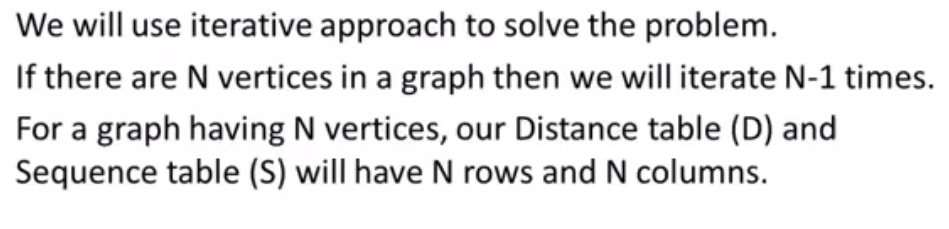 We will use iterative approach to solve the problem.
If there are N vertices in a graph then we will iterate N-1 times.
For a graph having N vertices, our Distance table (D) and
Sequence table (S) will have N rows and N columns.